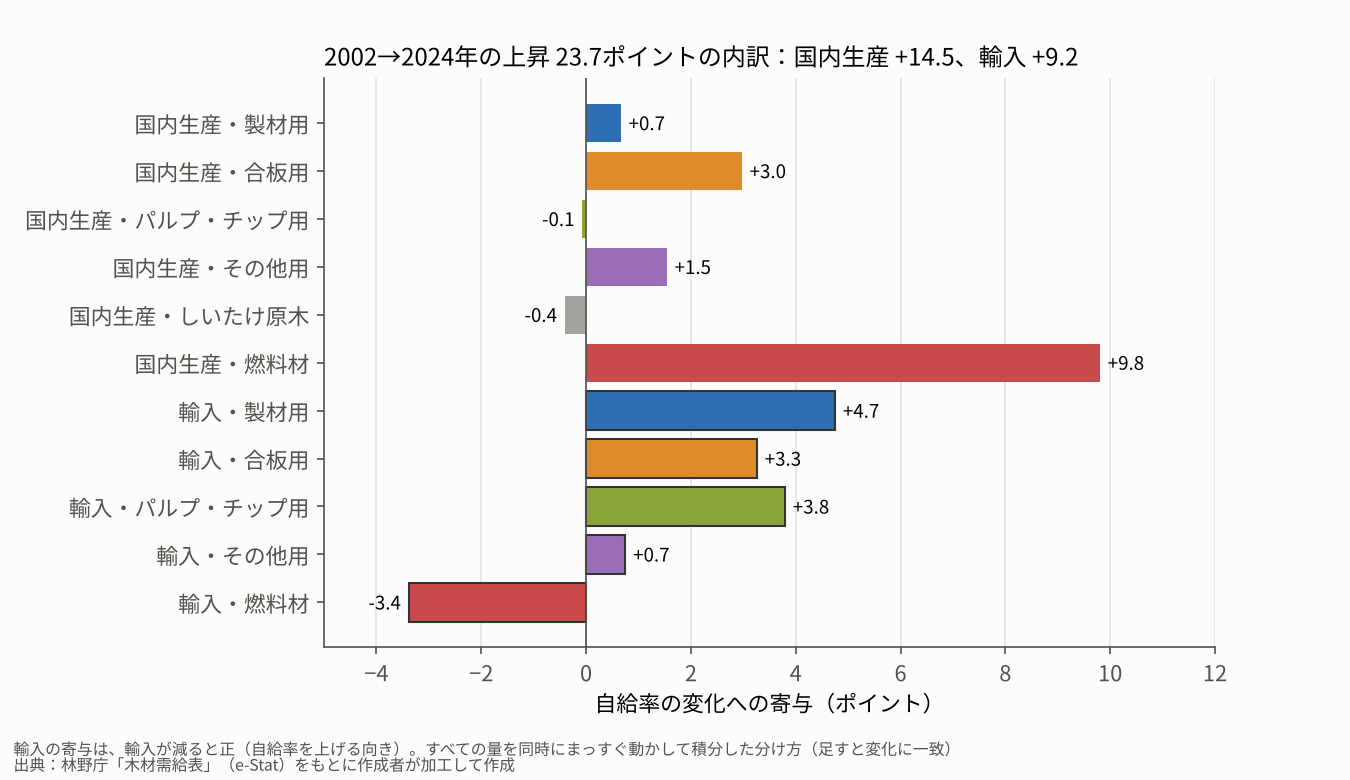 2002→2024年の上昇 23.7ポイントの内訳：国内生産 +14.5、輸入 +9.2
国内生産・製材用 +0.7
国内生産・合板用 +3.0
国内生産・パルプ・チップ用 -0.1
国内生産・その他用 +1.5
国内生産・しいたけ原木 -0.4
国内生産・燃料材 +9.8
輸入・製材用 +4.7
輸入・合板用 +3.3
輸入・パルプ・チップ用 +3.8
輸入・その他用 +0.7
輸入・燃料材 -3.4
−4 −2 0 2 4 6 8 10 12
自給率の変化への寄与（ポイント）
輸入の寄与は、輸入が減ると正（自給率を上げる向き）。すべての量を同時にまっすぐ動かして積分した分け方（足すと変化に一致）
出典：林野庁「木材需給表」（e-Stat）をもとに作成者が加工して作成